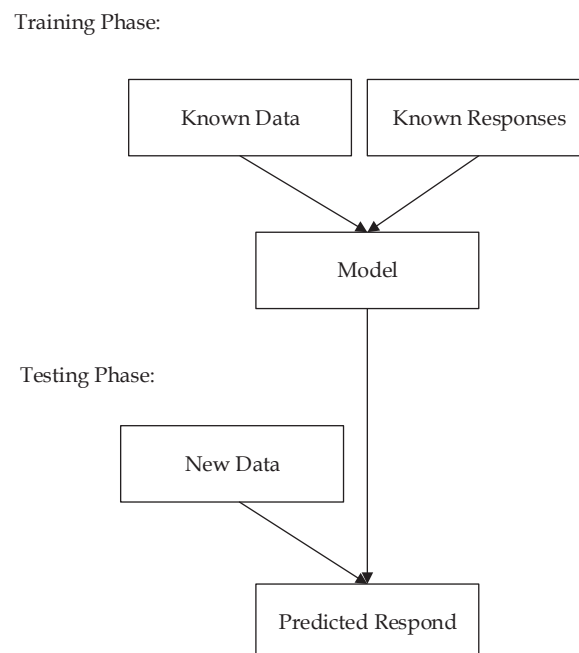 Training Phase:
Known Data
Known Responses
Model
Testing Phase:
New Data
Predicted Respond